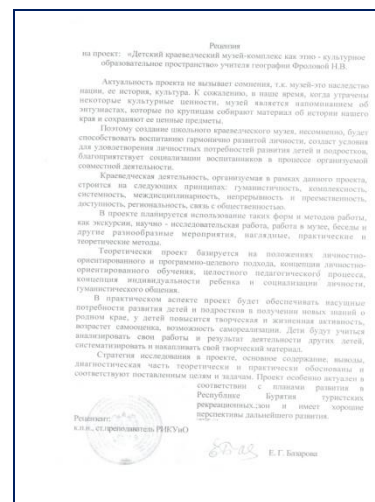 Рецензия
на проект: «Детский краеведческий музей-комплекс как этно - культурное
образовательное пространство» учителя географии Фроловой Н.В.
Актуальность проекта не вызывает сомнения, т.к. музей-это наследство
нации, ее история, культура. К сожалению, в наше время, когда утрачены
некоторые культурные ценности, музей является напоминанием об
энтузиастах, которые по крупицам собирают материал об истории нашего
края и сохраняют ее ценные предметы.
Поэтому создание школьного краеведческого музея, несомненно, будет
способствовать воспитанию гармонично развитой личности, создаст условия
для удовлетворения личностных потребностей развития детей и подростков,
благоприятствует социализации воспитанников в процессе организуемой
совместной деятельности.
Краеведческая деятельность, организуемая в рамках данного проекта,
строится на следующих принципах: гуманистичность, комплексность,
системность, междисциплинарность, непрерывность и преемственность,
доступность, региональность, связь с общественностью.
В проекте планируется использование таких форм и методов работы,
как экскурсии, научно - исследовательская работа, работа в музее, беседы и
другие разнообразные мероприятия, наглядные, практические и
теоретические методы.
Теоретически проект базируется на положениях личностно-
ориентированного и программно-целевого подхода, концепция личностно-
ориентированного обучения, целостного педагогического процесса,
концепция индивидуальности ребенка и социализации личности,
гуманистического общения.
В практическом аспекте проект будет обеспечивать насущные
потребности развития детей и подростков в получении новых знаний о
родном крае, у детей повысится творческая и жизненная активность,
возрастет самооценка, возможность самореализации. Дети будут учиться
анализировать свои работы и результат деятельности других детей,
систематизировать и накапливать свой творческий материал.
Стратегия исследования в проекте, основное содержание, выводы,
диагностическая часть теоретически и практически обоснованы и
соответствуют поставленным целям и задачам. Проект особенно актуален в
соответствии с планами развития в
Республике Бурятия туристских
рекреационных зон и имеет хорошие
перспективы дальнейшего развития.
Рецензент:
к.п.н., ст.преподаватель РИКУиО
Е. Г. Базарова